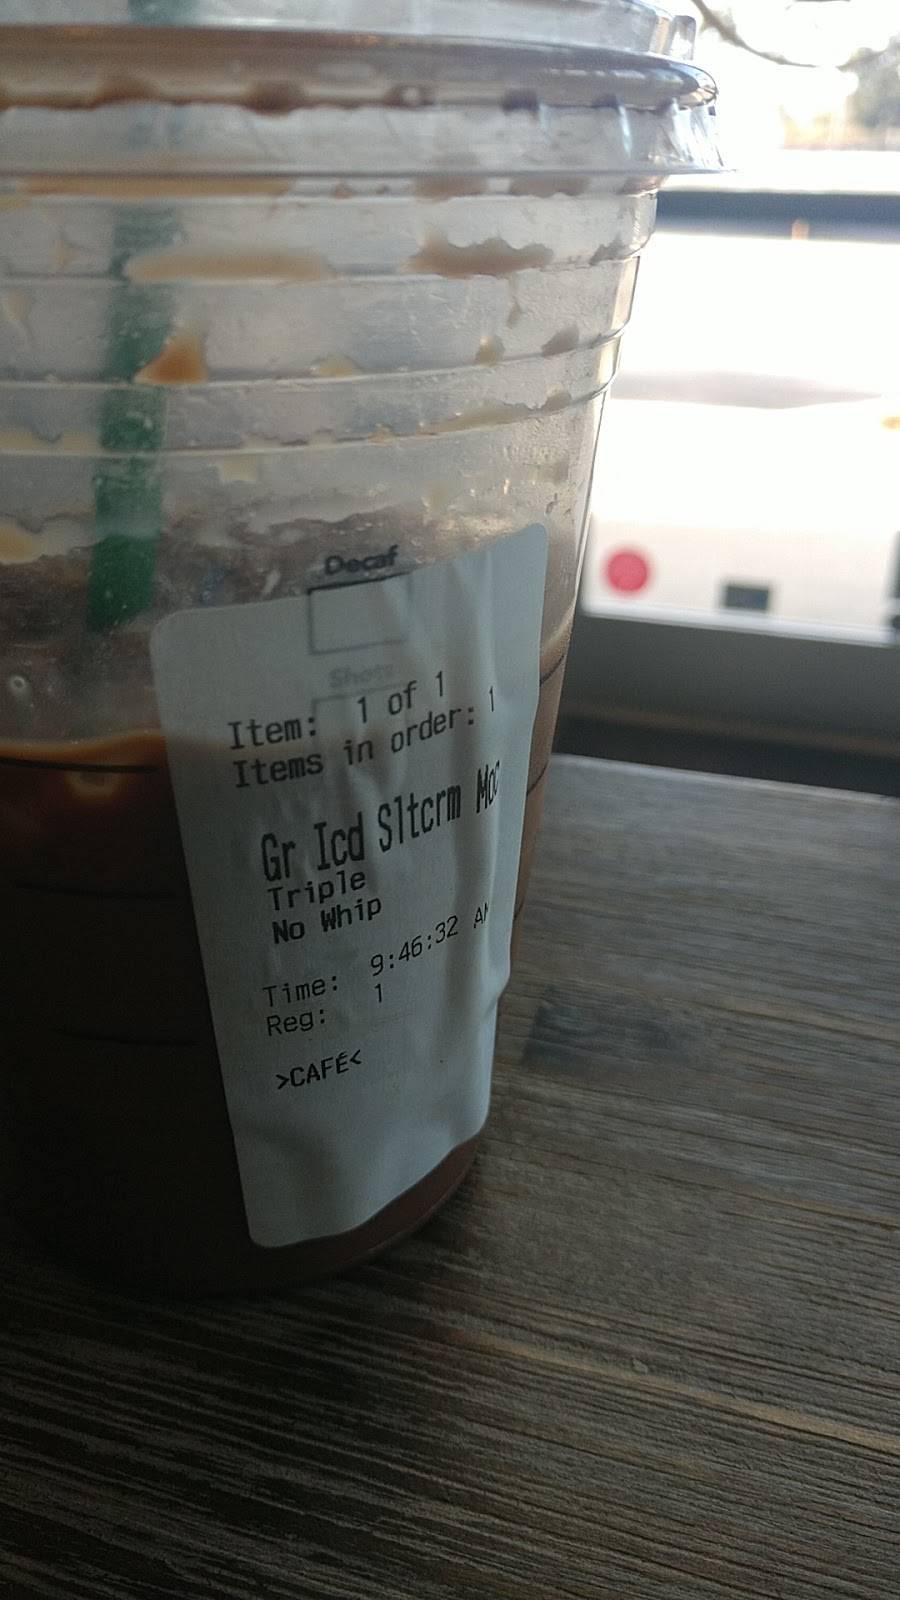 Decaf
Shots
Item: 1 of 1
Items in order: 1
Gr Icd Sltcrm Moc
Triple
No Whip
Time: 9:46:32 AM
Reg: 1
>CAFÉ<